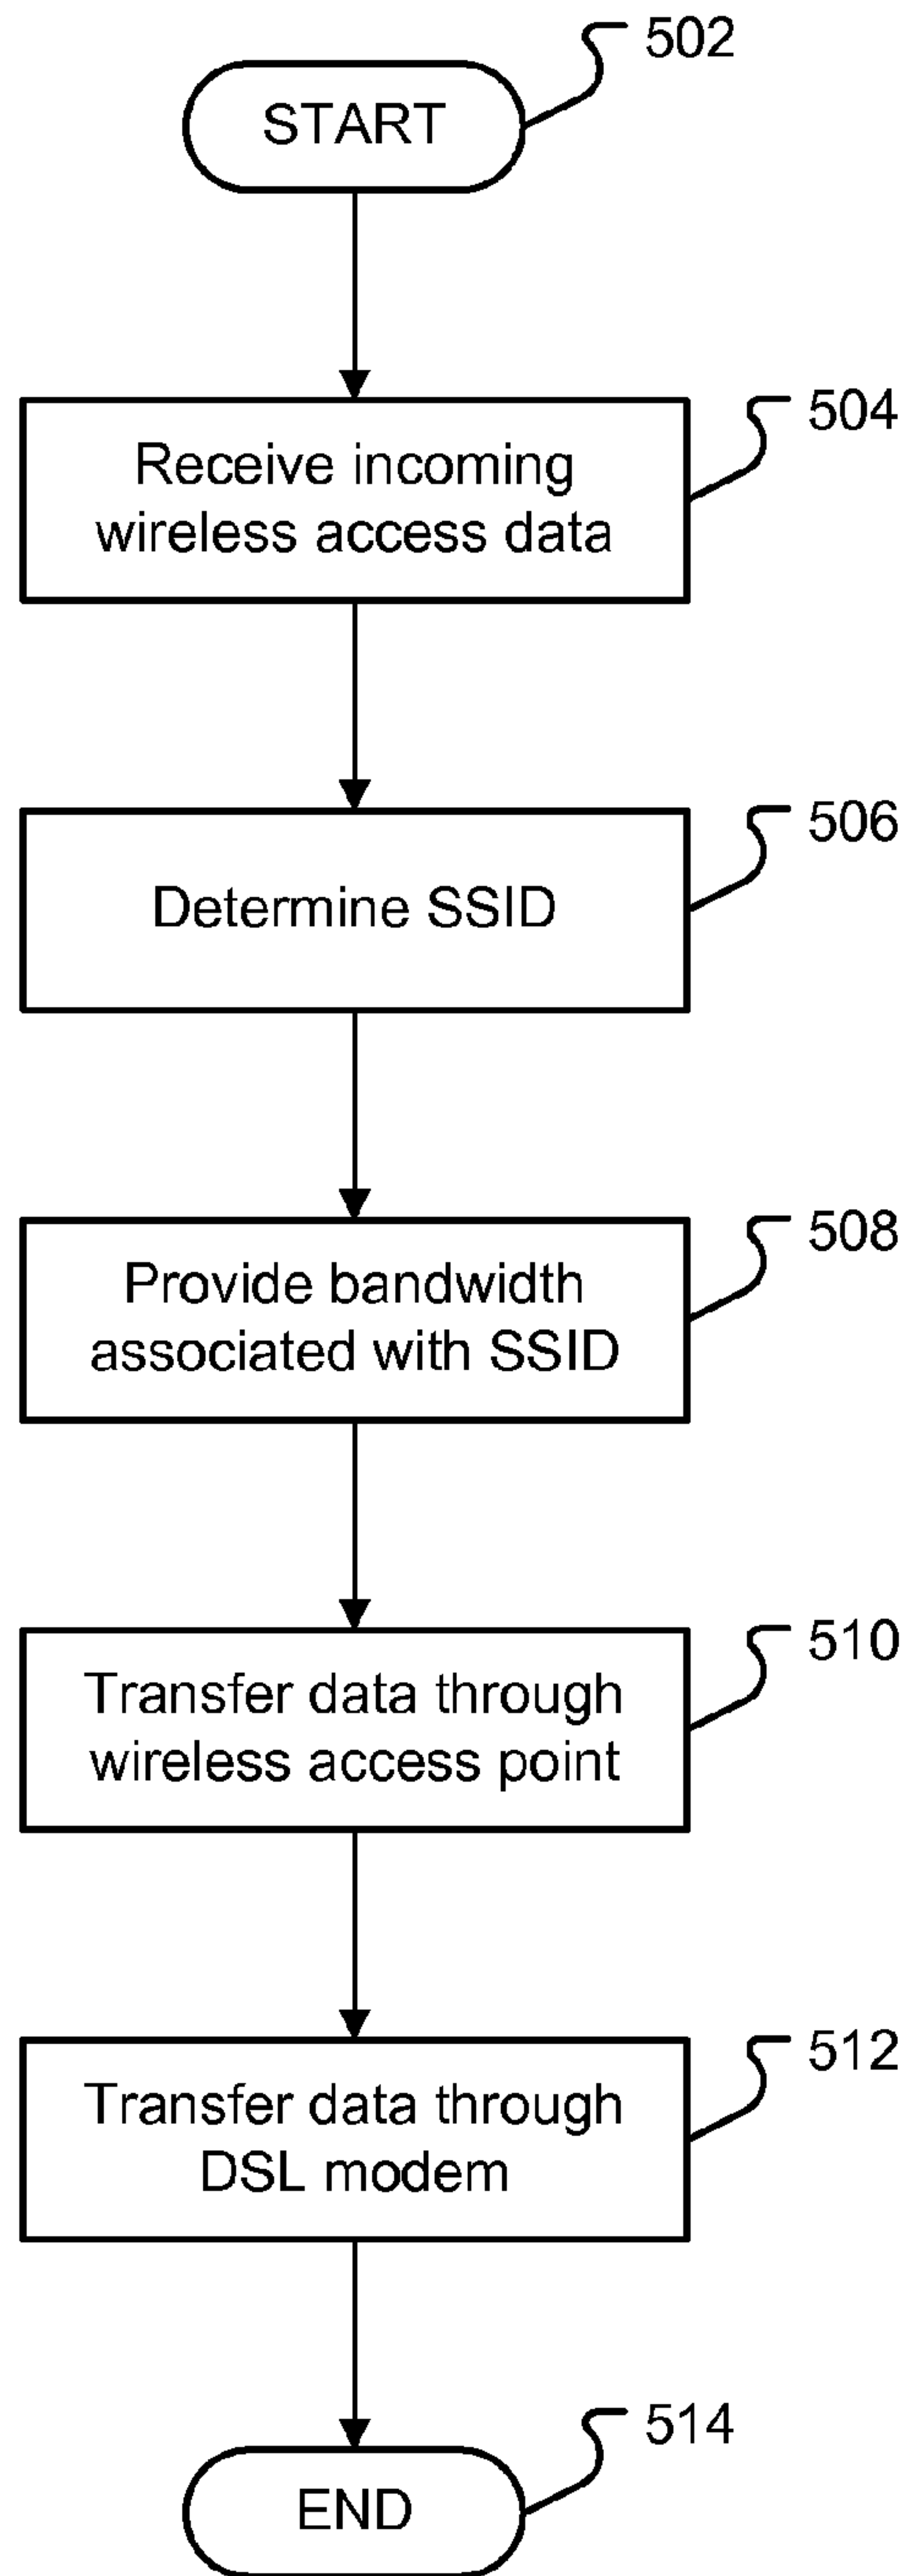 502
START
504
Receive incoming
wireless access data
506
Determine SSID
508
Provide bandwidth
associated with SSID
510
Transfer data through
wireless access point
512
Transfer data through
DSL modem
514
END